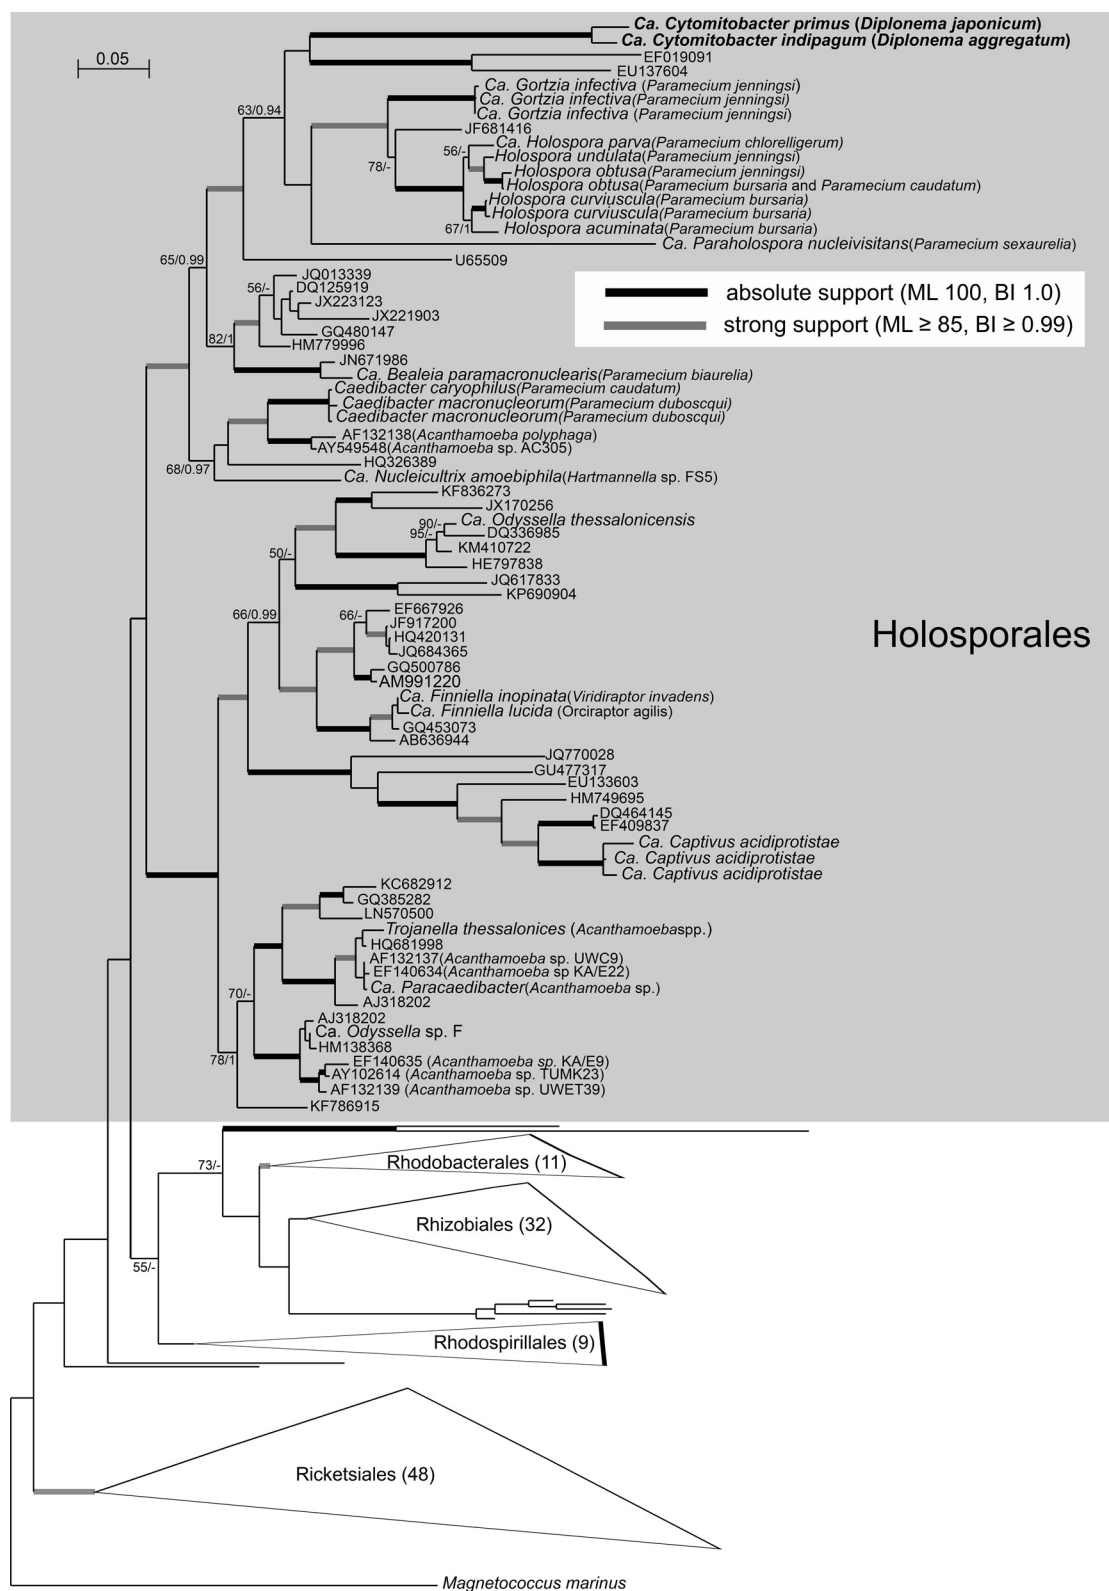 Ca. Cytomitobacter primus (Diplonema japonicum)
Ca. Cytomitobacter indipagum (Diplonema aggregatum)
0.05
EF019091
EU137604
Ca. Gortzia infectiva (Paramecium jenningsi)
Ca. Gortzia infectiva (Paramecium jenningsi)
Ca. Gortzia infectiva (Paramecium jenningsi)
63/0.94
JF681416
Ca. Holospora parva(Paramecium chlorelligerum)
56/-
Holospora undulata(Paramecium jenningsi)
78/-
Holospora obtusa(Paramecium jenningsi)
Holospora obtusa(Paramecium bursaria and Paramecium caudatum)
Holospora curviuscula(Paramecium bursaria)
Holospora curviuscula(Paramecium bursaria)
67/1
Holospora acuminata(Paramecium bursaria)
Ca. Paraholospora nucleivisitans(Paramecium sexaurelia)
65/0.99
U65509
JQ013339
56/-
DQ125919
JX223123
JX221903
GQ480147
82/1
HM779996
absolute support (ML 100, BI 1.0)
strong support (ML ≥ 85, BI ≥ 0.99)
JN671986
Ca. Bealeia paramacronuclearis(Paramecium biaurelia)
Caedibacter caryophilus(Paramecium caudatum)
Caedibacter macronucleorum(Paramecium duboscqui)
Caedibacter macronucleorum(Paramecium duboscqui)
AF132138(Acanthamoeba polyphaga)
AY549548(Acanthamoeba sp. AC305)
68/0.97
HQ326389
Ca. Nucleicultrix amoebiphila(Hartmannella sp. FS5)
KF836273
JX170256
90/-
Ca. Odyssella thessalonicensis
95/-
DQ336985
KM410722
50/-
HE797838
JQ617833
KP690904
66/0.99
EF667926
66/-
JF917200
HQ420131
JQ684365
Holosporales
GQ500786
AM991220
Ca. Finniella inopinata(Viridiraptor invadens)
Ca. Finniella lucida (Orciraptor agilis)
GQ453073
AB636944
JQ770028
GU477317
EU133603
HM749695
DQ464145
EF409837
Ca. Captivus acidiprotistae
Ca. Captivus acidiprotistae
Ca. Captivus acidiprotistae
KC682912
GQ385282
LN570500
Trojanella thessalonices (Acanthamoebaspp.)
HQ681998
AF132137(Acanthamoeba sp. UWC9)
EF140634(Acanthamoeba sp KA/E22)
Ca. Paracaedibacter(Acanthamoeba sp.)
70/-
AJ318202
AJ318202
Ca. Odyssella sp. F
HM138368
78/1
EF140635 (Acanthamoeba sp. KA/E9)
AY102614 (Acanthamoeba sp. TUMK23)
AF132139 (Acanthamoeba sp. UWET39)
KF786915
73/-
Rhodobacterales (11)
Rhizobiales (32)
55/-
Rhodospirillales (9)
Ricketsiales (48)
Magnetococcus marinus